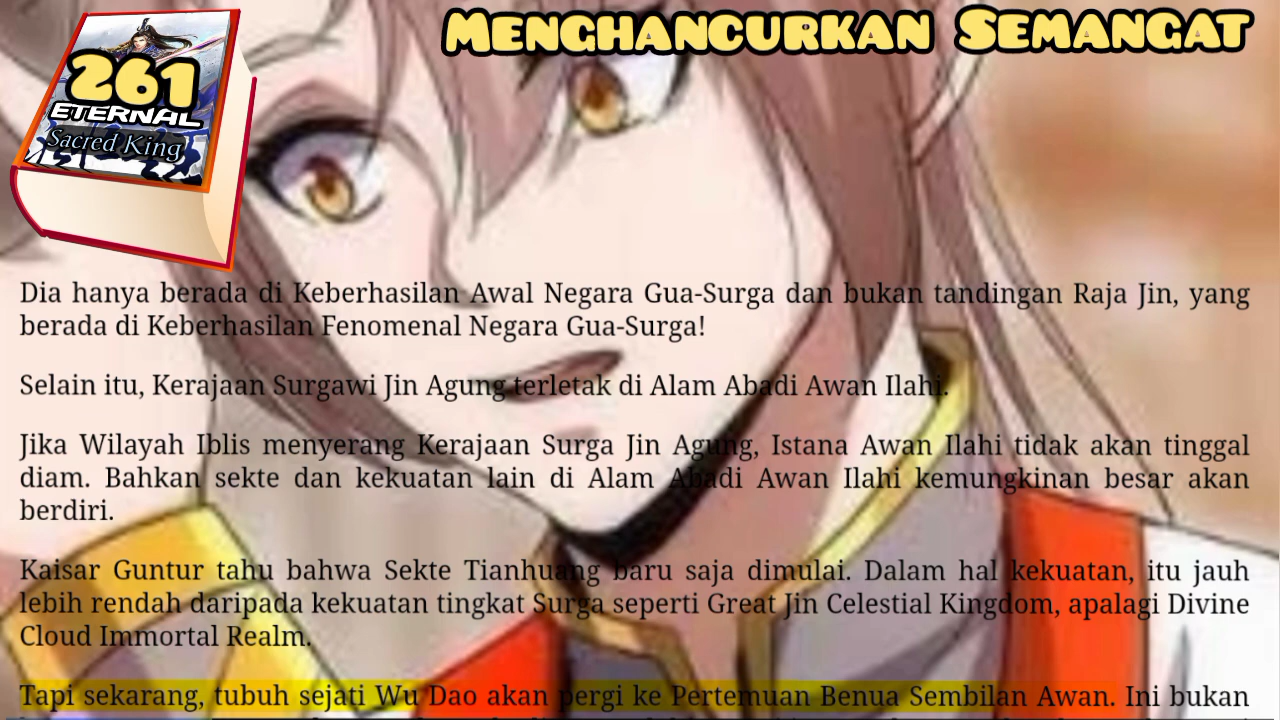 Menghancurkan Semangat
261
ETERNAL
Sacred King
Dia hanya berada di Keberhasilan Awal Negara Gua-Surga dan bukan tandingan Raja Jin, yang
berada di Keberhasilan Fenomenal Negara Gua-Surga!
Selain itu, Kerajaan Surgawi Jin Agung terletak di Alam Abadi Awan Ilahi.
Jika Wilayah Iblis menyerang Kerajaan Surga Jin Agung, Istana Awan Ilahi tidak akan tinggal
diam. Bahkan sekte dan kekuatan lain di Alam Abadi Awan Ilahi kemungkinan besar akan
berdiri.
Kaisar Guntur tahu bahwa Sekte Tianhuang baru saja dimulai. Dalam hal kekuatan, itu jauh
lebih rendah daripada kekuatan tingkat Surga seperti Great Jin Celestial Kingdom, apalagi Divine
Cloud Immortal Realm.
Tapi sekarang, tubuh sejati Wu Dao akan pergi ke Pertemuan Benua Sembilan Awan. Ini bukan